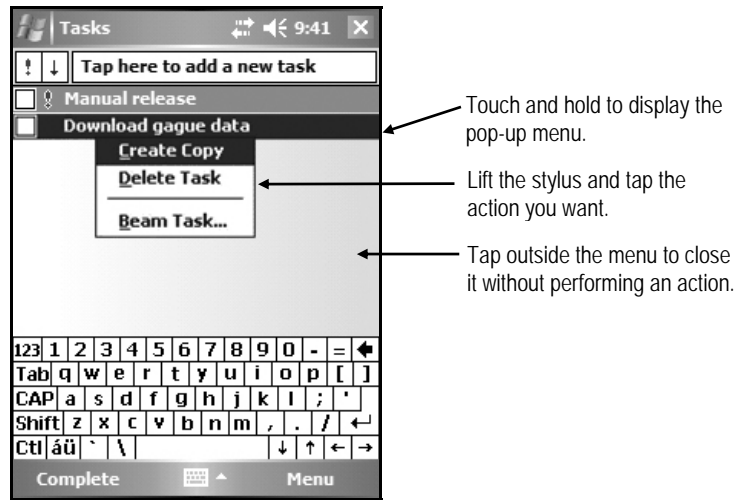 Tasks 9:41
! ↓ Tap here to add a new task
! Manual release
Download gague data
Create Copy
Delete Task
Beam Task...
Touch and hold to display the
pop-up menu.
Lift the stylus and tap the
action you want.
Tap outside the menu to close
it without performing an action.
123 1 2 3 4 5 6 7 8 9 0 - = ←
Tab q w e r t y u i o p [ ]
CAP a s d f g h j k l ; '
Shift z x c v b n m , . / ↵
Ctl áü ` \ ↓ ↑ ← →
Complete Menu